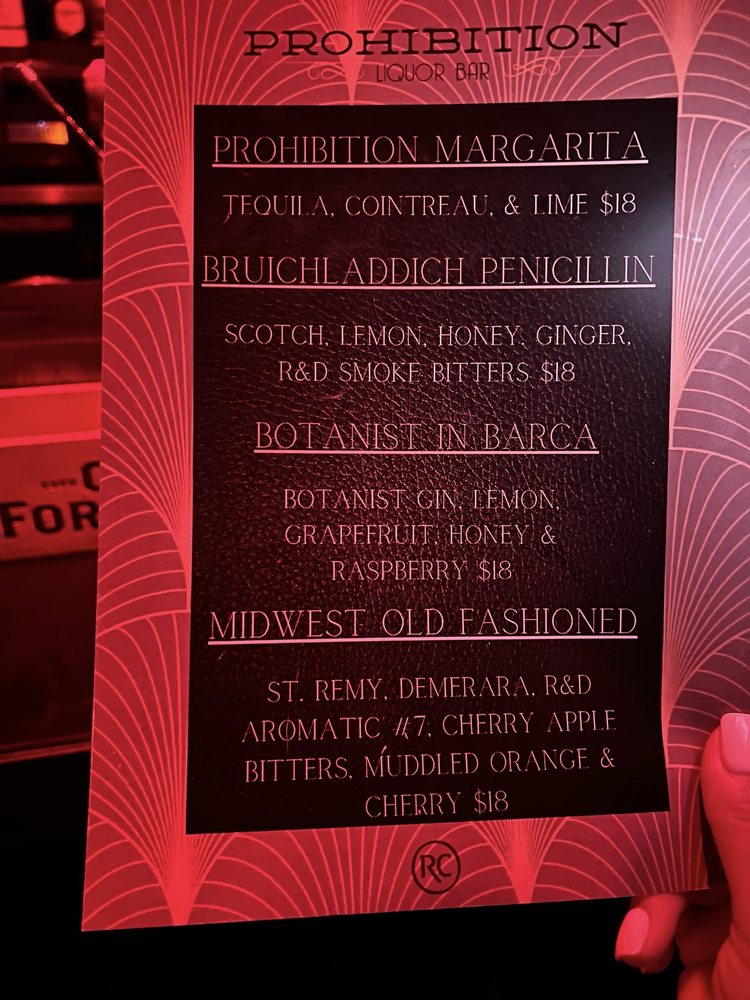 PROHIBITION
LIQUOR BAR
PROHIBITION MARGARITA
TEQUILA, COINTREAU, & LIME $18
BRUICHLADDICH PENICILLIN
SCOTCH, LEMON, HONEY, GINGER,
R&D SMOKE BITTERS $18
BOTANIST IN BARCA
BOTANIST GIN, LEMON,
GRAPEFRUIT, HONEY &
RASPBERRY $18
MIDWEST OLD FASHIONED
ST. REMY, DEMERARA, R&D
AROMATIC #7, CHERRY APPLE
BITTERS, MUDDLED ORANGE &
CHERRY $18
RC
FOR